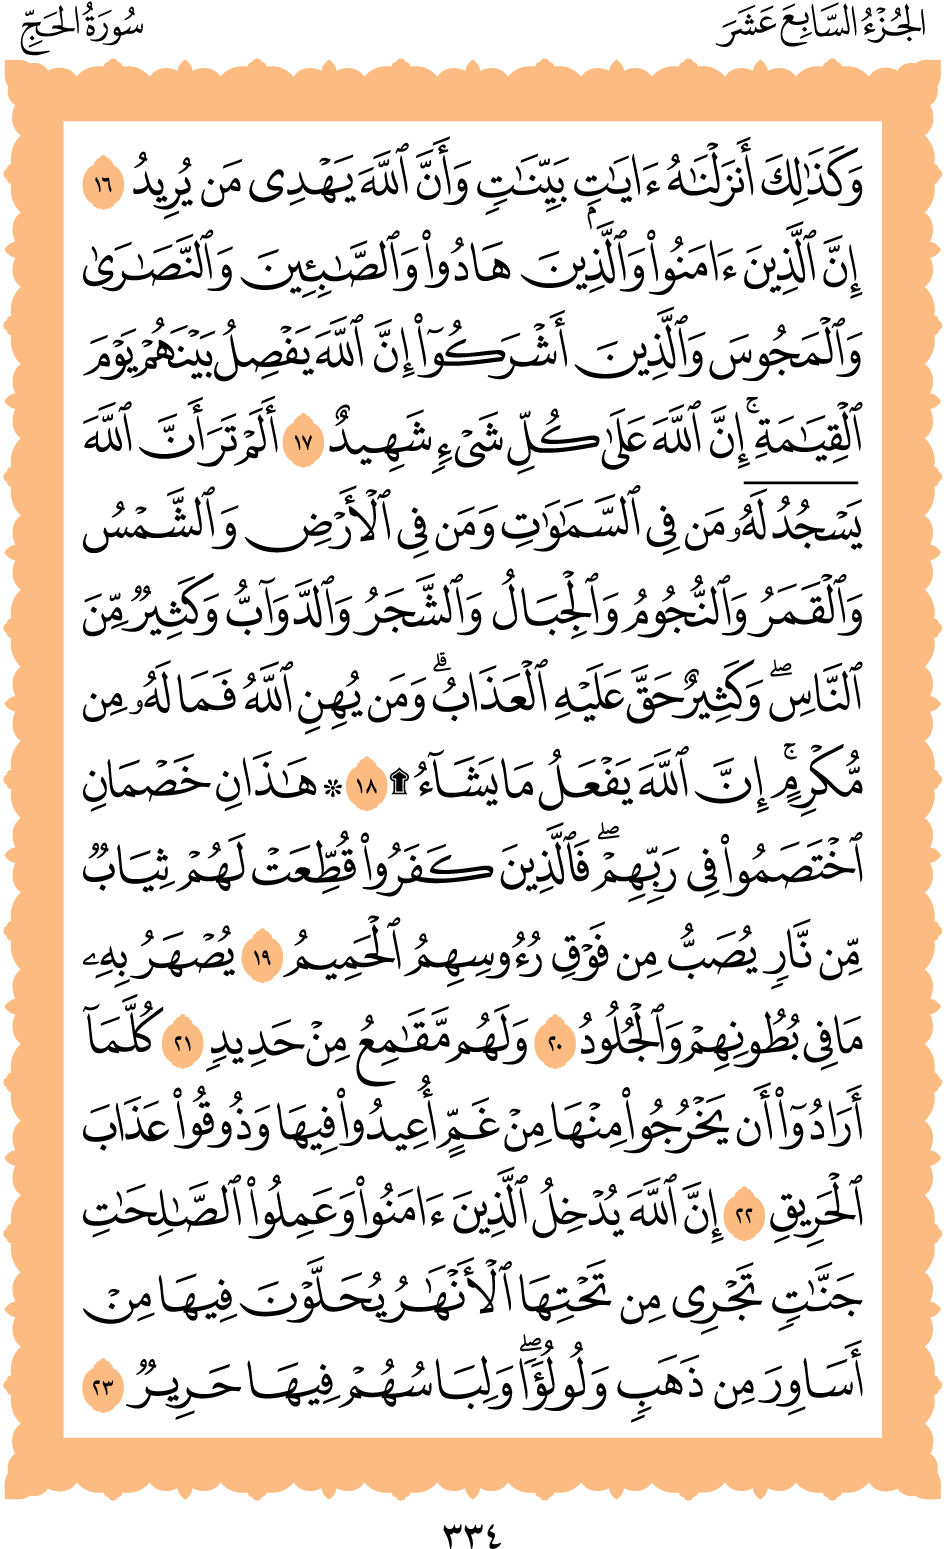 الجُزْءُ السَّابِعَ عَشَرَ
سُورَةُ الحَجِّ
وَكَذَٰلِكَ أَنزَلْنَٰهُ ءَايَٰتٍۭ بَيِّنَٰتٍ وَأَنَّ ٱللَّهَ يَهْدِى مَن يُرِيدُ ١٦
إِنَّ ٱلَّذِينَ ءَامَنُوا۟ وَٱلَّذِينَ هَادُوا۟ وَٱلصَّٰبِـِٔينَ وَٱلنَّصَٰرَىٰ
وَٱلْمَجُوسَ وَٱلَّذِينَ أَشْرَكُوٓا۟ إِنَّ ٱللَّهَ يَفْصِلُ بَيْنَهُمْ يَوْمَ
ٱلْقِيَٰمَةِ ۚ إِنَّ ٱللَّهَ عَلَىٰ كُلِّ شَىْءٍ شَهِيدٌ ١٧ أَلَمْ تَرَ أَنَّ ٱللَّهَ
يَسْجُدُ لَهُۥ مَن فِى ٱلسَّمَٰوَٰتِ وَمَن فِى ٱلْأَرْضِ وَٱلشَّمْسُ
وَٱلْقَمَرُ وَٱلنُّجُومُ وَٱلْجِبَالُ وَٱلشَّجَرُ وَٱلدَّوَآبُّ وَكَثِيرٌ مِّنَ
ٱلنَّاسِ ۖ وَكَثِيرٌ حَقَّ عَلَيْهِ ٱلْعَذَابُ ۗ وَمَن يُهِنِ ٱللَّهُ فَمَا لَهُۥ مِن
مُّكْرِمٍ ۚ إِنَّ ٱللَّهَ يَفْعَلُ مَا يَشَآءُ ۩ ١٨ ۞ هَٰذَانِ خَصْمَانِ
ٱخْتَصَمُوا۟ فِى رَبِّهِمْ ۖ فَٱلَّذِينَ كَفَرُوا۟ قُطِّعَتْ لَهُمْ ثِيَابٌ
مِّن نَّارٍ يُصَبُّ مِن فَوْقِ رُءُوسِهِمُ ٱلْحَمِيمُ ١٩ يُصْهَرُ بِهِۦ
مَا فِى بُطُونِهِمْ وَٱلْجُلُودُ ٢٠ وَلَهُم مَّقَٰمِعُ مِنْ حَدِيدٍ ٢١ كُلَّمَآ
أَرَادُوٓا۟ أَن يَخْرُجُوا۟ مِنْهَا مِنْ غَمٍّ أُعِيدُوا۟ فِيهَا وَذُوقُوا۟ عَذَابَ
ٱلْحَرِيقِ ٢٢ إِنَّ ٱللَّهَ يُدْخِلُ ٱلَّذِينَ ءَامَنُوا۟ وَعَمِلُوا۟ ٱلصَّٰلِحَٰتِ
جَنَّٰتٍ تَجْرِى مِن تَحْتِهَا ٱلْأَنْهَٰرُ يُحَلَّوْنَ فِيهَا مِنْ
أَسَاوِرَ مِن ذَهَبٍ وَلُؤْلُؤًا ۖ وَلِبَاسُهُمْ فِيهَا حَرِيرٌ ٢٣
٣٣٤